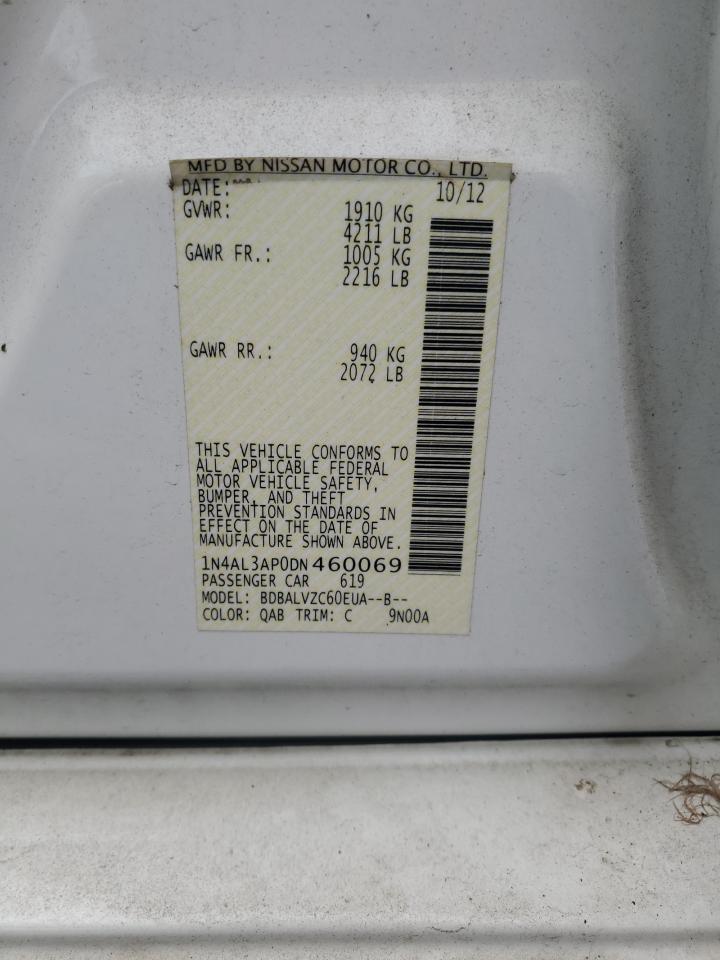 MFD BY NISSAN MOTOR CO., LTD.
DATE: 10/12
GVWR: 1910 KG
4211 LB
GAWR FR.: 1005 KG
2216 LB
GAWR RR.: 940 KG
2072 LB
THIS VEHICLE CONFORMS TO
ALL APPLICABLE FEDERAL
MOTOR VEHICLE SAFETY,
BUMPER, AND THEFT
PREVENTION STANDARDS IN
EFFECT ON THE DATE OF
MANUFACTURE SHOWN ABOVE.
1N4AL3AP0DN460069
PASSENGER CAR 619
MODEL: BDBALVZC60EUA--B--
COLOR: QAB TRIM: C 9N00A